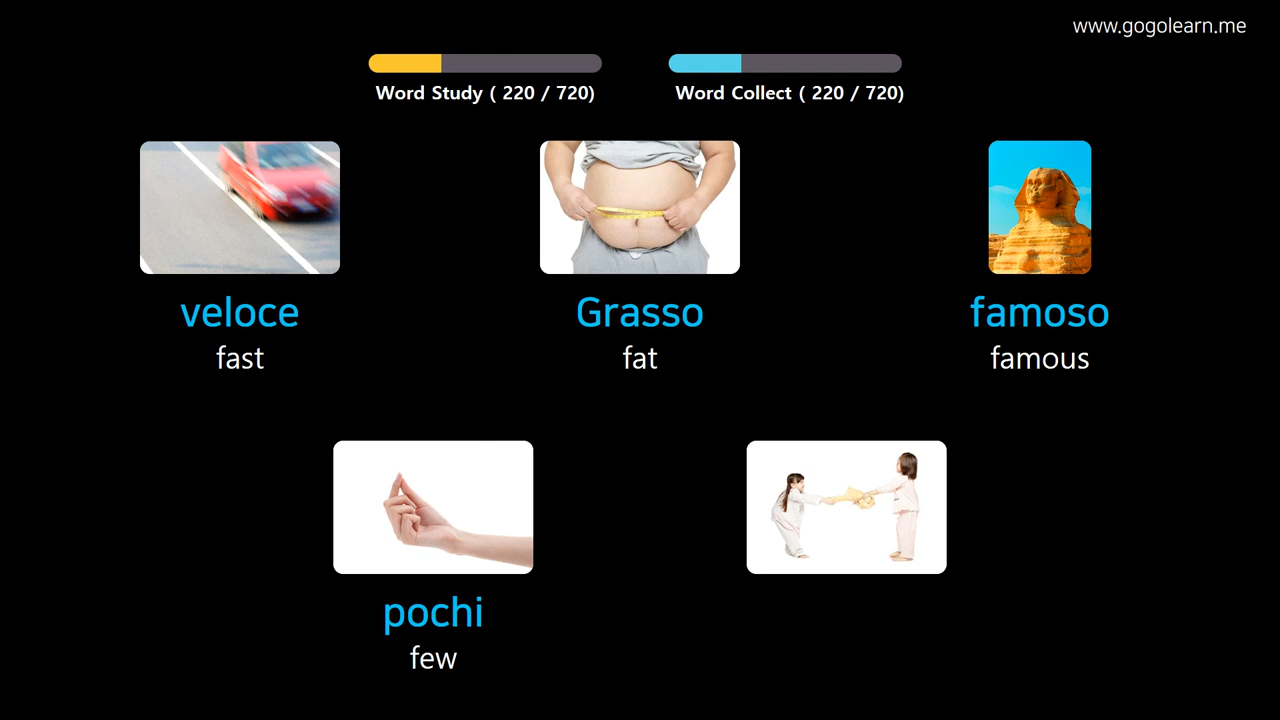 www.gogolearn.me
Word Study ( 220 / 720)
Word Collect ( 220 / 720)
veloce
fast
Grasso
fat
famoso
famous
pochi
few